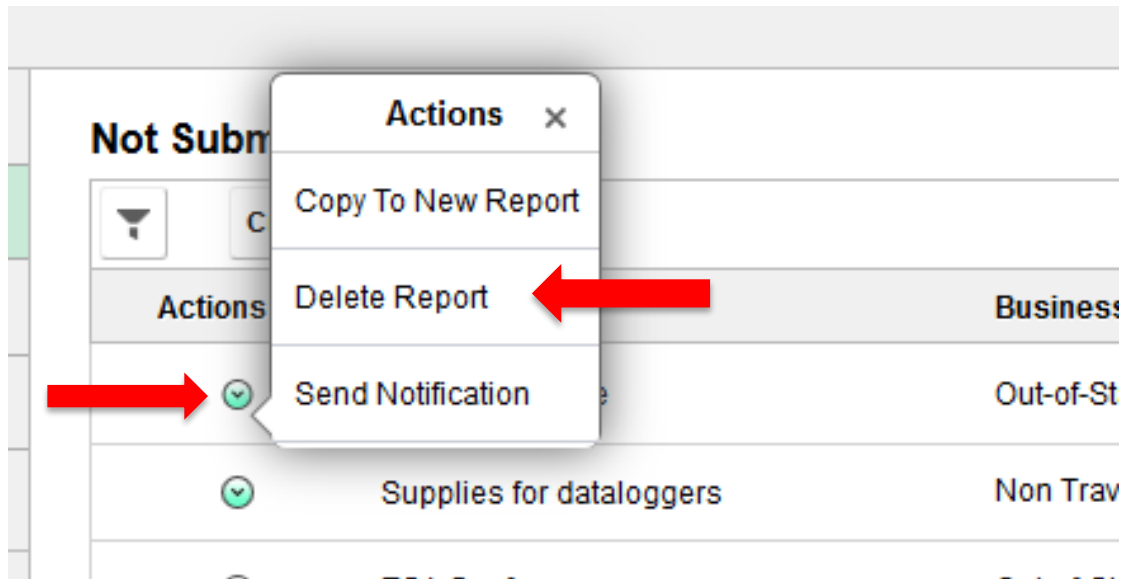 Actions ×
Not Subm
Copy To New Report
C
Delete Report
Actions
Business
Send Notification
e
Out-of-St
Supplies for dataloggers
Non Trav